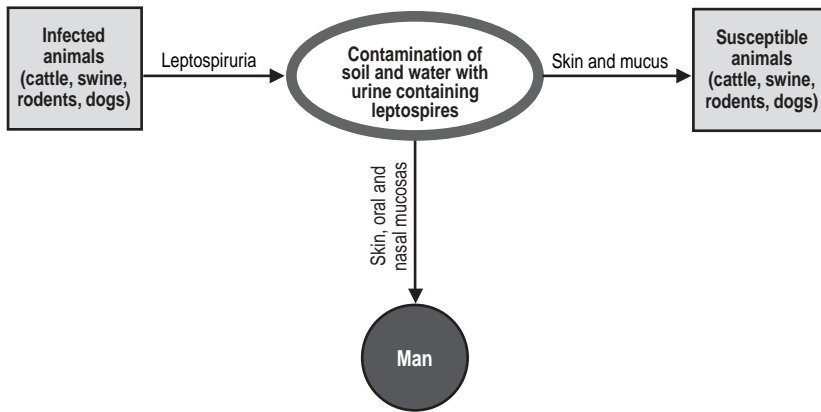 Infected
animals
(cattle, swine,
rodents, dogs)
Leptospiruria
Contamination of
soil and water with
urine containing
leptospires
Skin and mucus
Susceptible
animals
(cattle, swine,
rodents, dogs)
Skin, oral and
nasal mucosas
Man